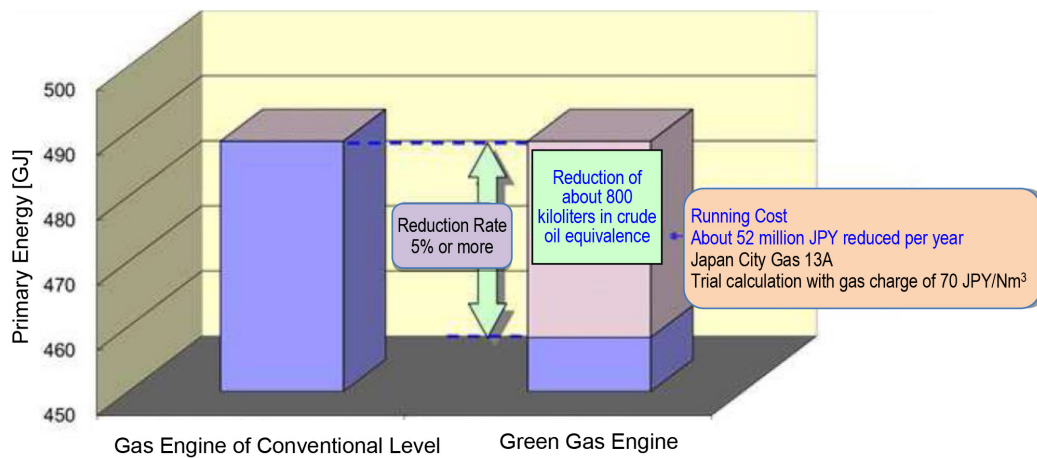 500
490
480
470
460
450
Primary Energy [GJ]
Reduction Rate
5% or more
Reduction of
about 800
kiloliters in crude
oil equivalence
Running Cost
About 52 million JPY reduced per year
Japan City Gas 13A
Trial calculation with gas charge of 70 JPY/Nm³
Gas Engine of Conventional Level
Green Gas Engine